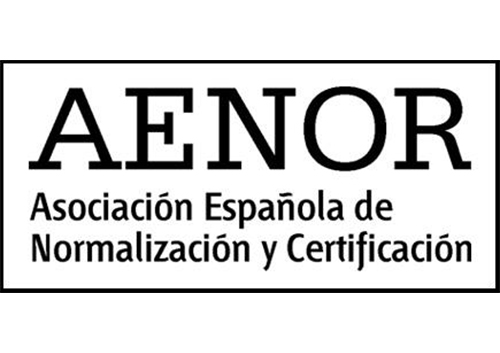 AENOR
Asociación Española de
Normalización y Certificación